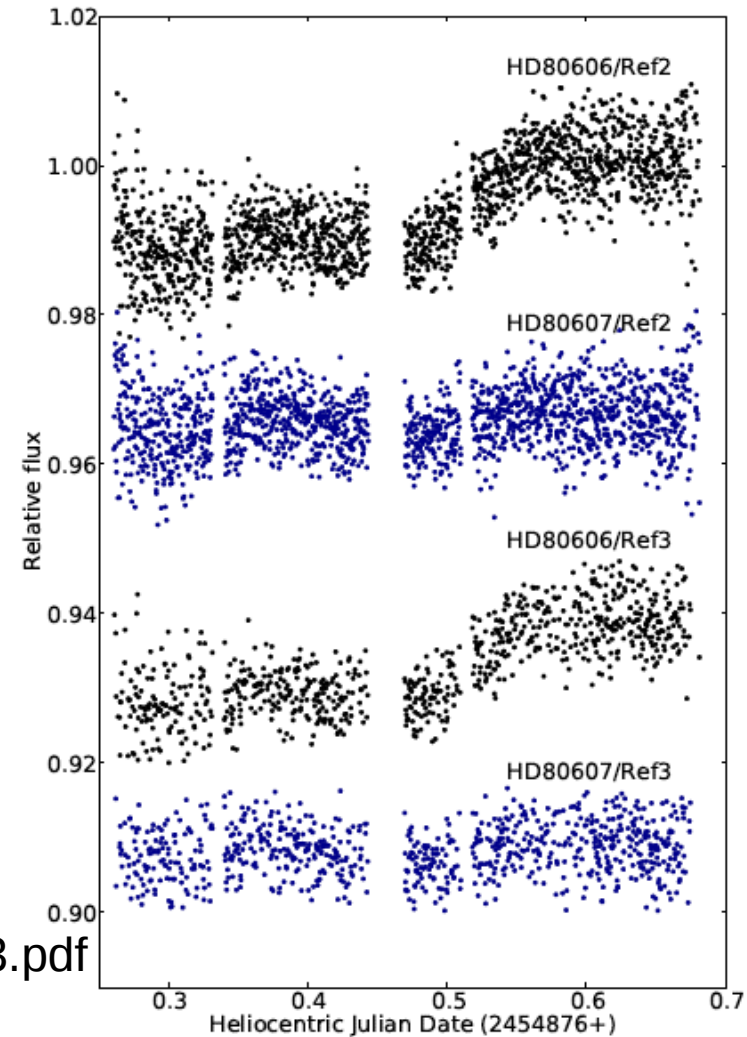 1.02
HD80606/Ref2
1.00
0.98
HD80607/Ref2
0.96
Relative flux
HD80606/Ref3
0.94
0.92
HD80607/Ref3
0.90
3.pdf
0.3 0.4 0.5 0.6 0.7
Heliocentric Julian Date (2454876+)